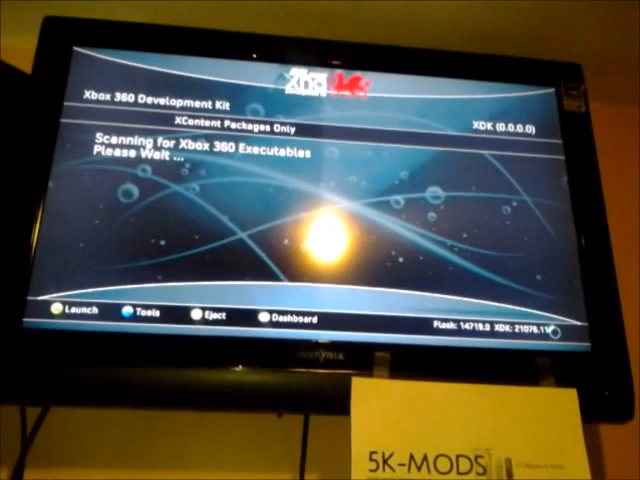 Xbox 360 Development Kit
XContent Packages Only
XDK (0.0.0.0)
Scanning for Xbox 360 Executables
Please Wait ...
Launch Tools Eject Dashboard
Flash: 14719.0 XDK: 21076.11
INSIGNIA
5K-MODS